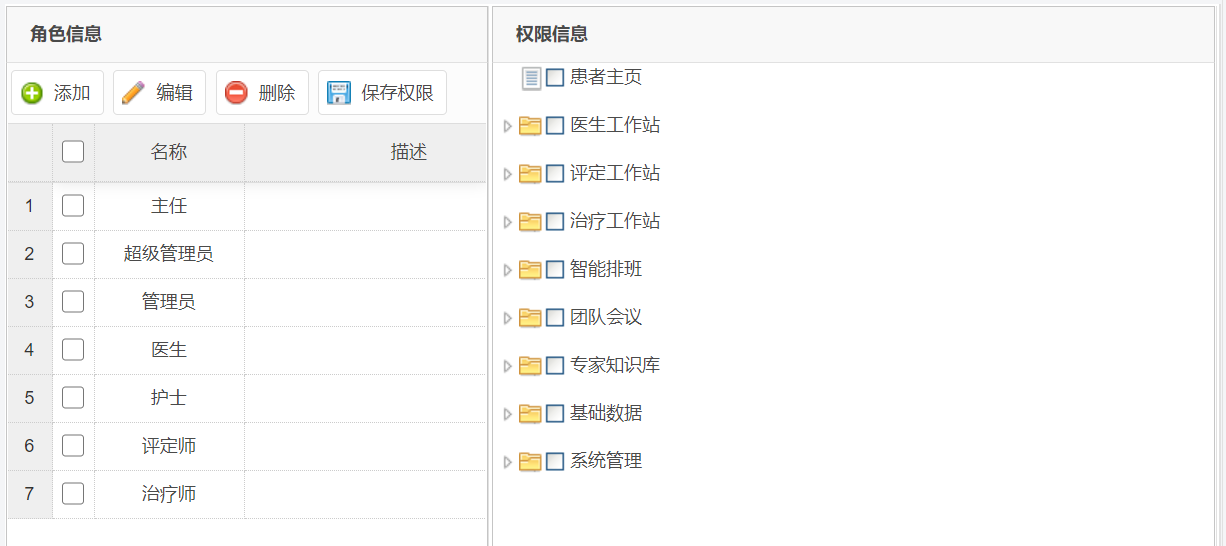 角色信息
添加 编辑 删除 保存权限
名称 描述
1 主任
2 超级管理员
3 管理员
4 医生
5 护士
6 评定师
7 治疗师
权限信息
患者主页
医生工作站
评定工作站
治疗工作站
智能排班
团队会议
专家知识库
基础数据
系统管理